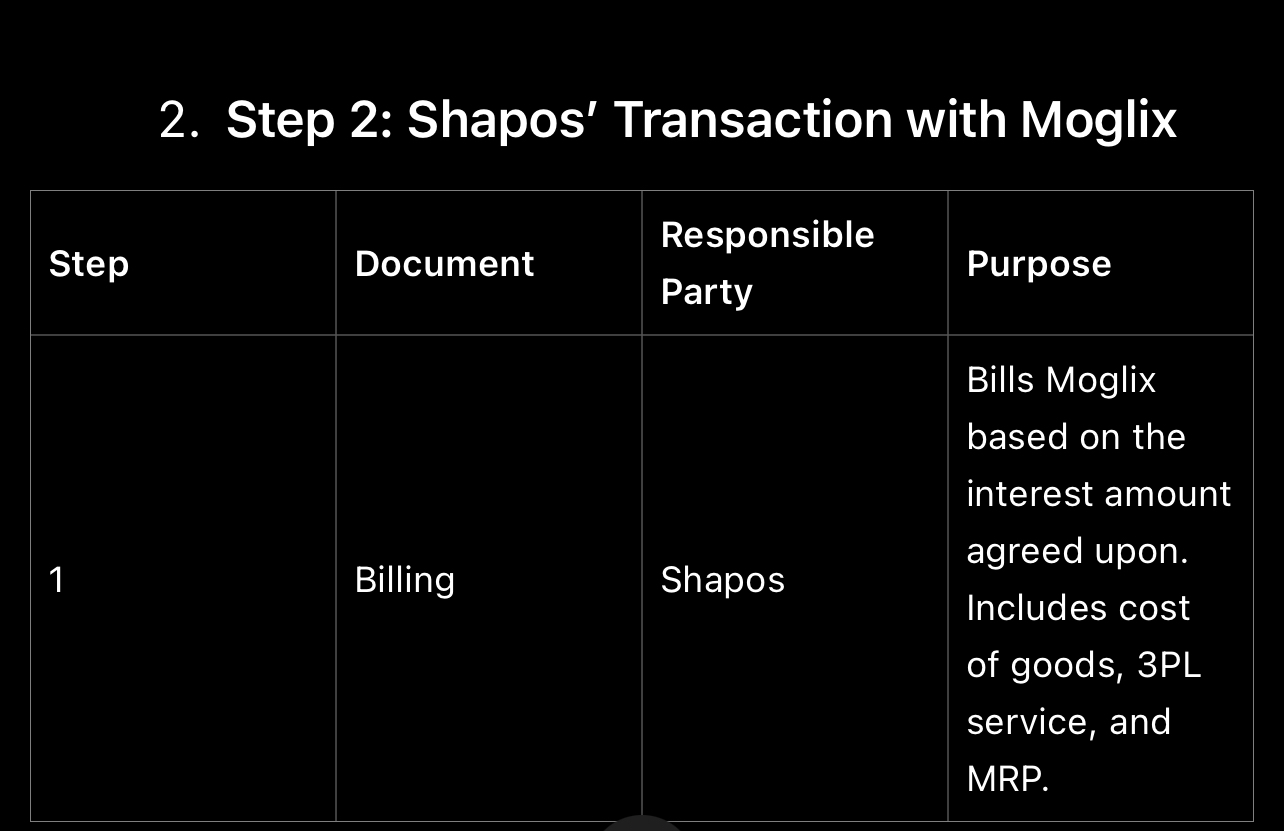 2. Step 2: Shapos’ Transaction with Moglix
Step
Document
Responsible
Party
Purpose
1
Billing
Shapos
Bills Moglix
based on the
interest amount
agreed upon.
Includes cost
of goods, 3PL
service, and
MRP.